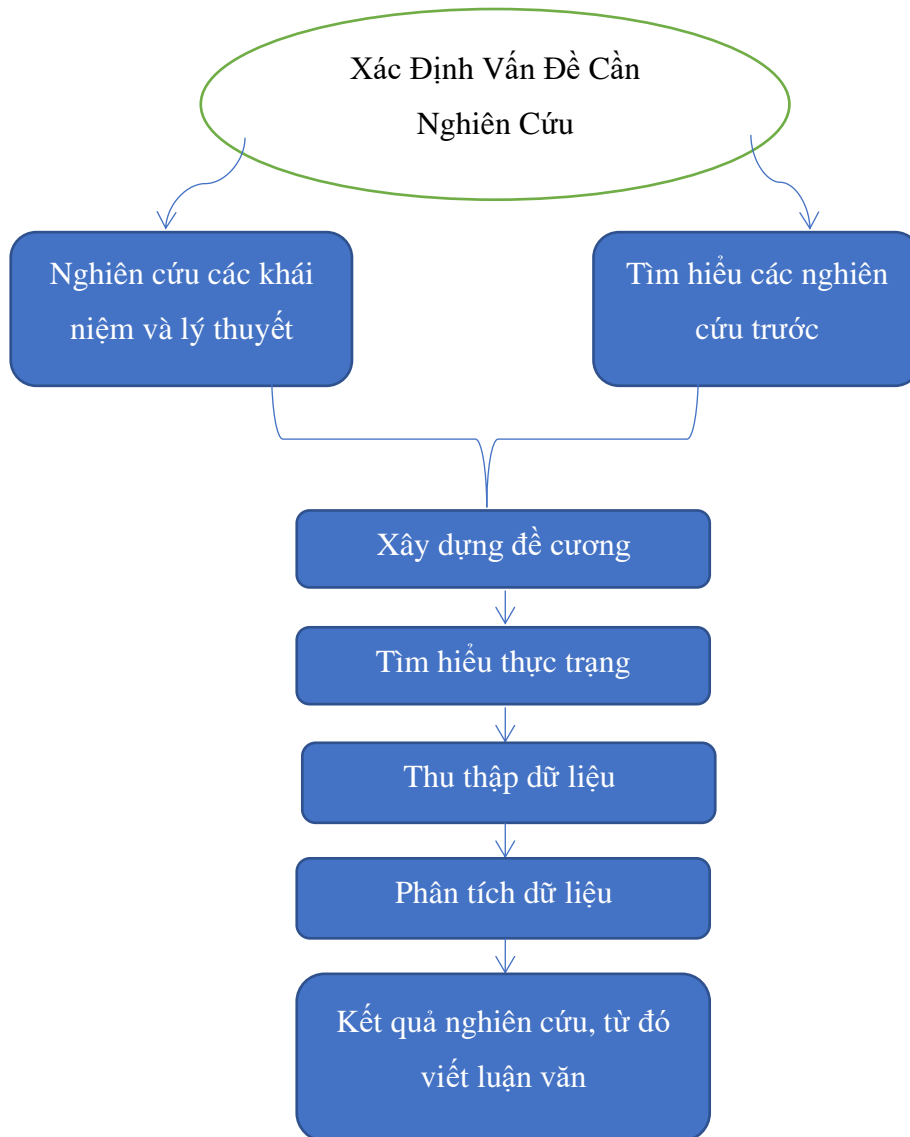 Xác Định Vấn Đề Cần
Nghiên Cứu
Nghiên cứu các khái
niệm và lý thuyết
Tìm hiểu các nghiên
cứu trước
Xây dựng đề cương
Tìm hiểu thực trạng
Thu thập dữ liệu
Phân tích dữ liệu
Kết quả nghiên cứu, từ đó
viết luận văn